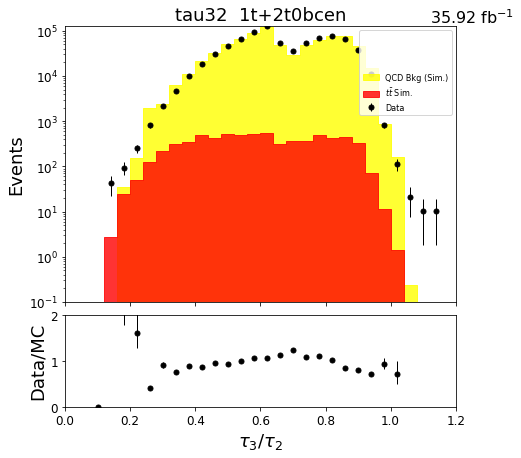 tau32 1t+2t0bcen
35.92 fb⁻¹
QCD Bkg (Sim.)
tt̄ Sim.
Data
Events
10⁵
10⁴
10³
10²
10¹
10⁰
10⁻¹
Data/MC
2
1
0
0.0 0.2 0.4 0.6 0.8 1.0 1.2
τ₃/τ₂